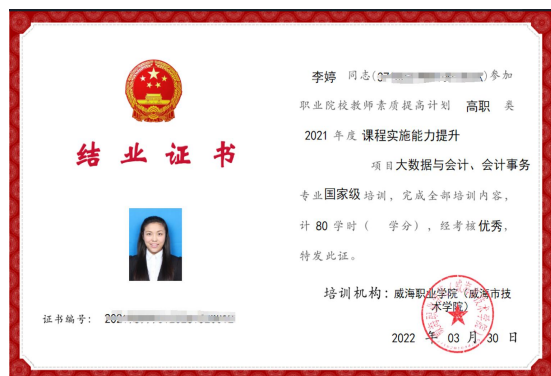 结业证书
证书编号：
李婷 同志(37 )参加
职业院校教师素质提高计划 高职 类
2021 年度 课程实施能力提升
项目大数据与会计、会计事务
专业国家级培训，完成全部培训内容，
计 80 学时（ 学分），经考核优秀，
特发此证。
培训机构：威海职业学院（威海市技
术学院）
2022 年 03 月 30 日